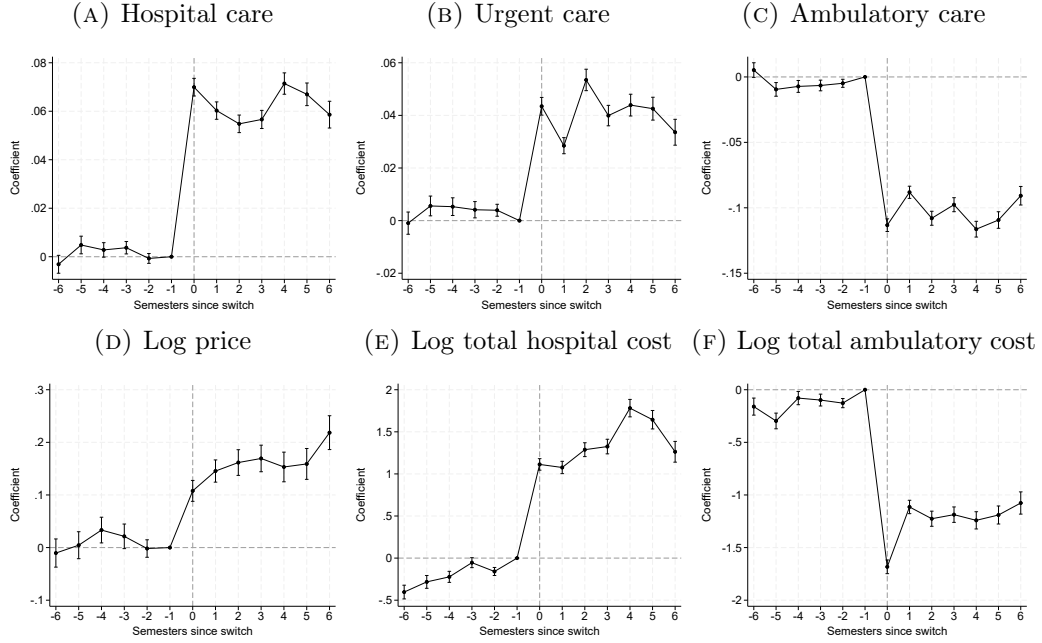 (A) Hospital care
(B) Urgent care
(C) Ambulatory care
Coefficient
.08
.06
.04
.02
0
-6 -5 -4 -3 -2 -1 0 1 2 3 4 5 6
Semesters since switch
Coefficient
.06
.04
.02
0
-.02
-6 -5 -4 -3 -2 -1 0 1 2 3 4 5 6
Semesters since switch
Coefficient
0
-.05
-.1
-.15
-6 -5 -4 -3 -2 -1 0 1 2 3 4 5 6
Semesters since switch
(D) Log price
(E) Log total hospital cost
(F) Log total ambulatory cost
Coefficient
.3
.2
.1
0
-.1
-6 -5 -4 -3 -2 -1 0 1 2 3 4 5 6
Semesters since switch
Coefficient
2
1.5
1
.5
0
-.5
-6 -5 -4 -3 -2 -1 0 1 2 3 4 5 6
Semesters since switch
Coefficient
0
-.5
-1
-1.5
-2
-6 -5 -4 -3 -2 -1 0 1 2 3 4 5 6
Semesters since switch